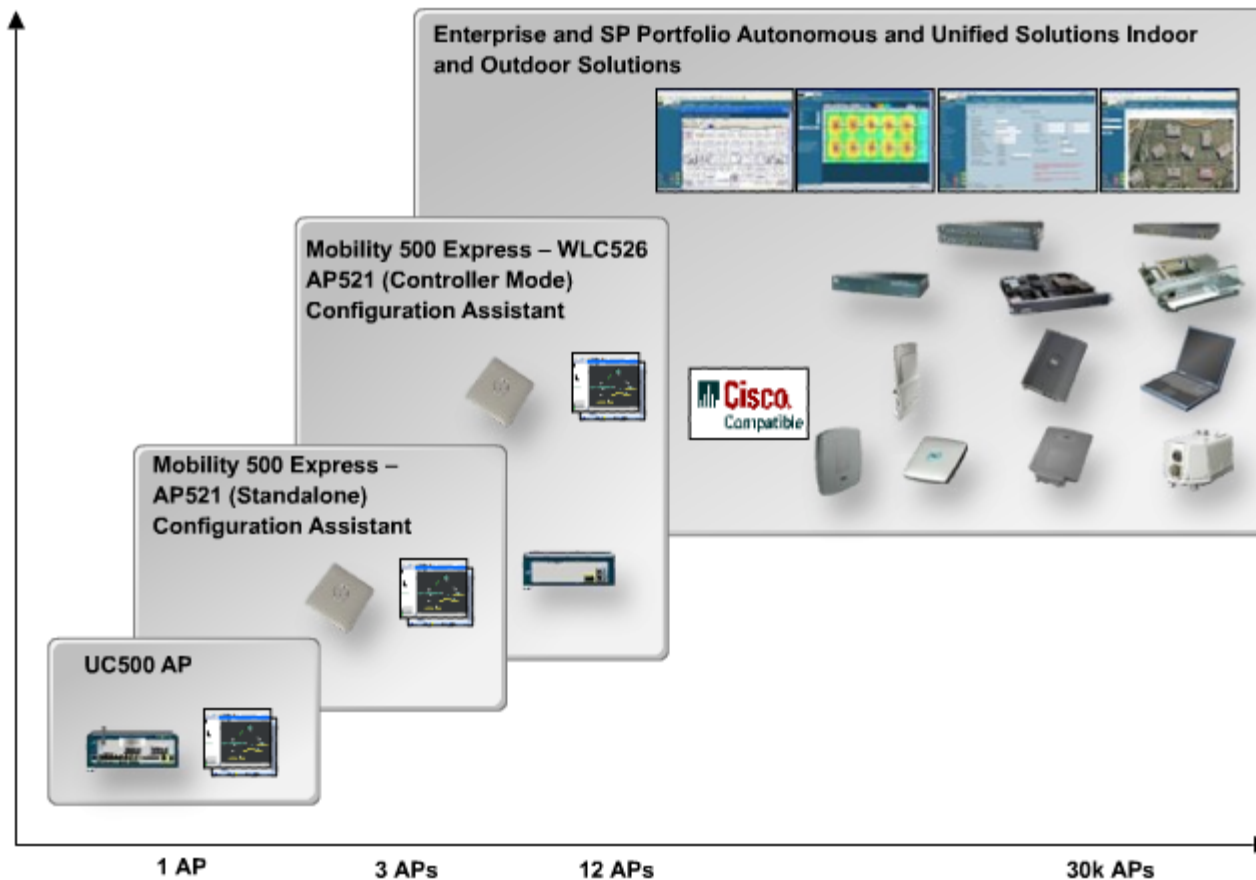 Enterprise and SP Portfolio Autonomous and Unified Solutions Indoor
and Outdoor Solutions
Mobility 500 Express – WLC526
AP521 (Controller Mode)
Configuration Assistant
Cisco
Compatible
Mobility 500 Express –
AP521 (Standalone)
Configuration Assistant
UC500 AP
1 AP
3 APs
12 APs
30k APs